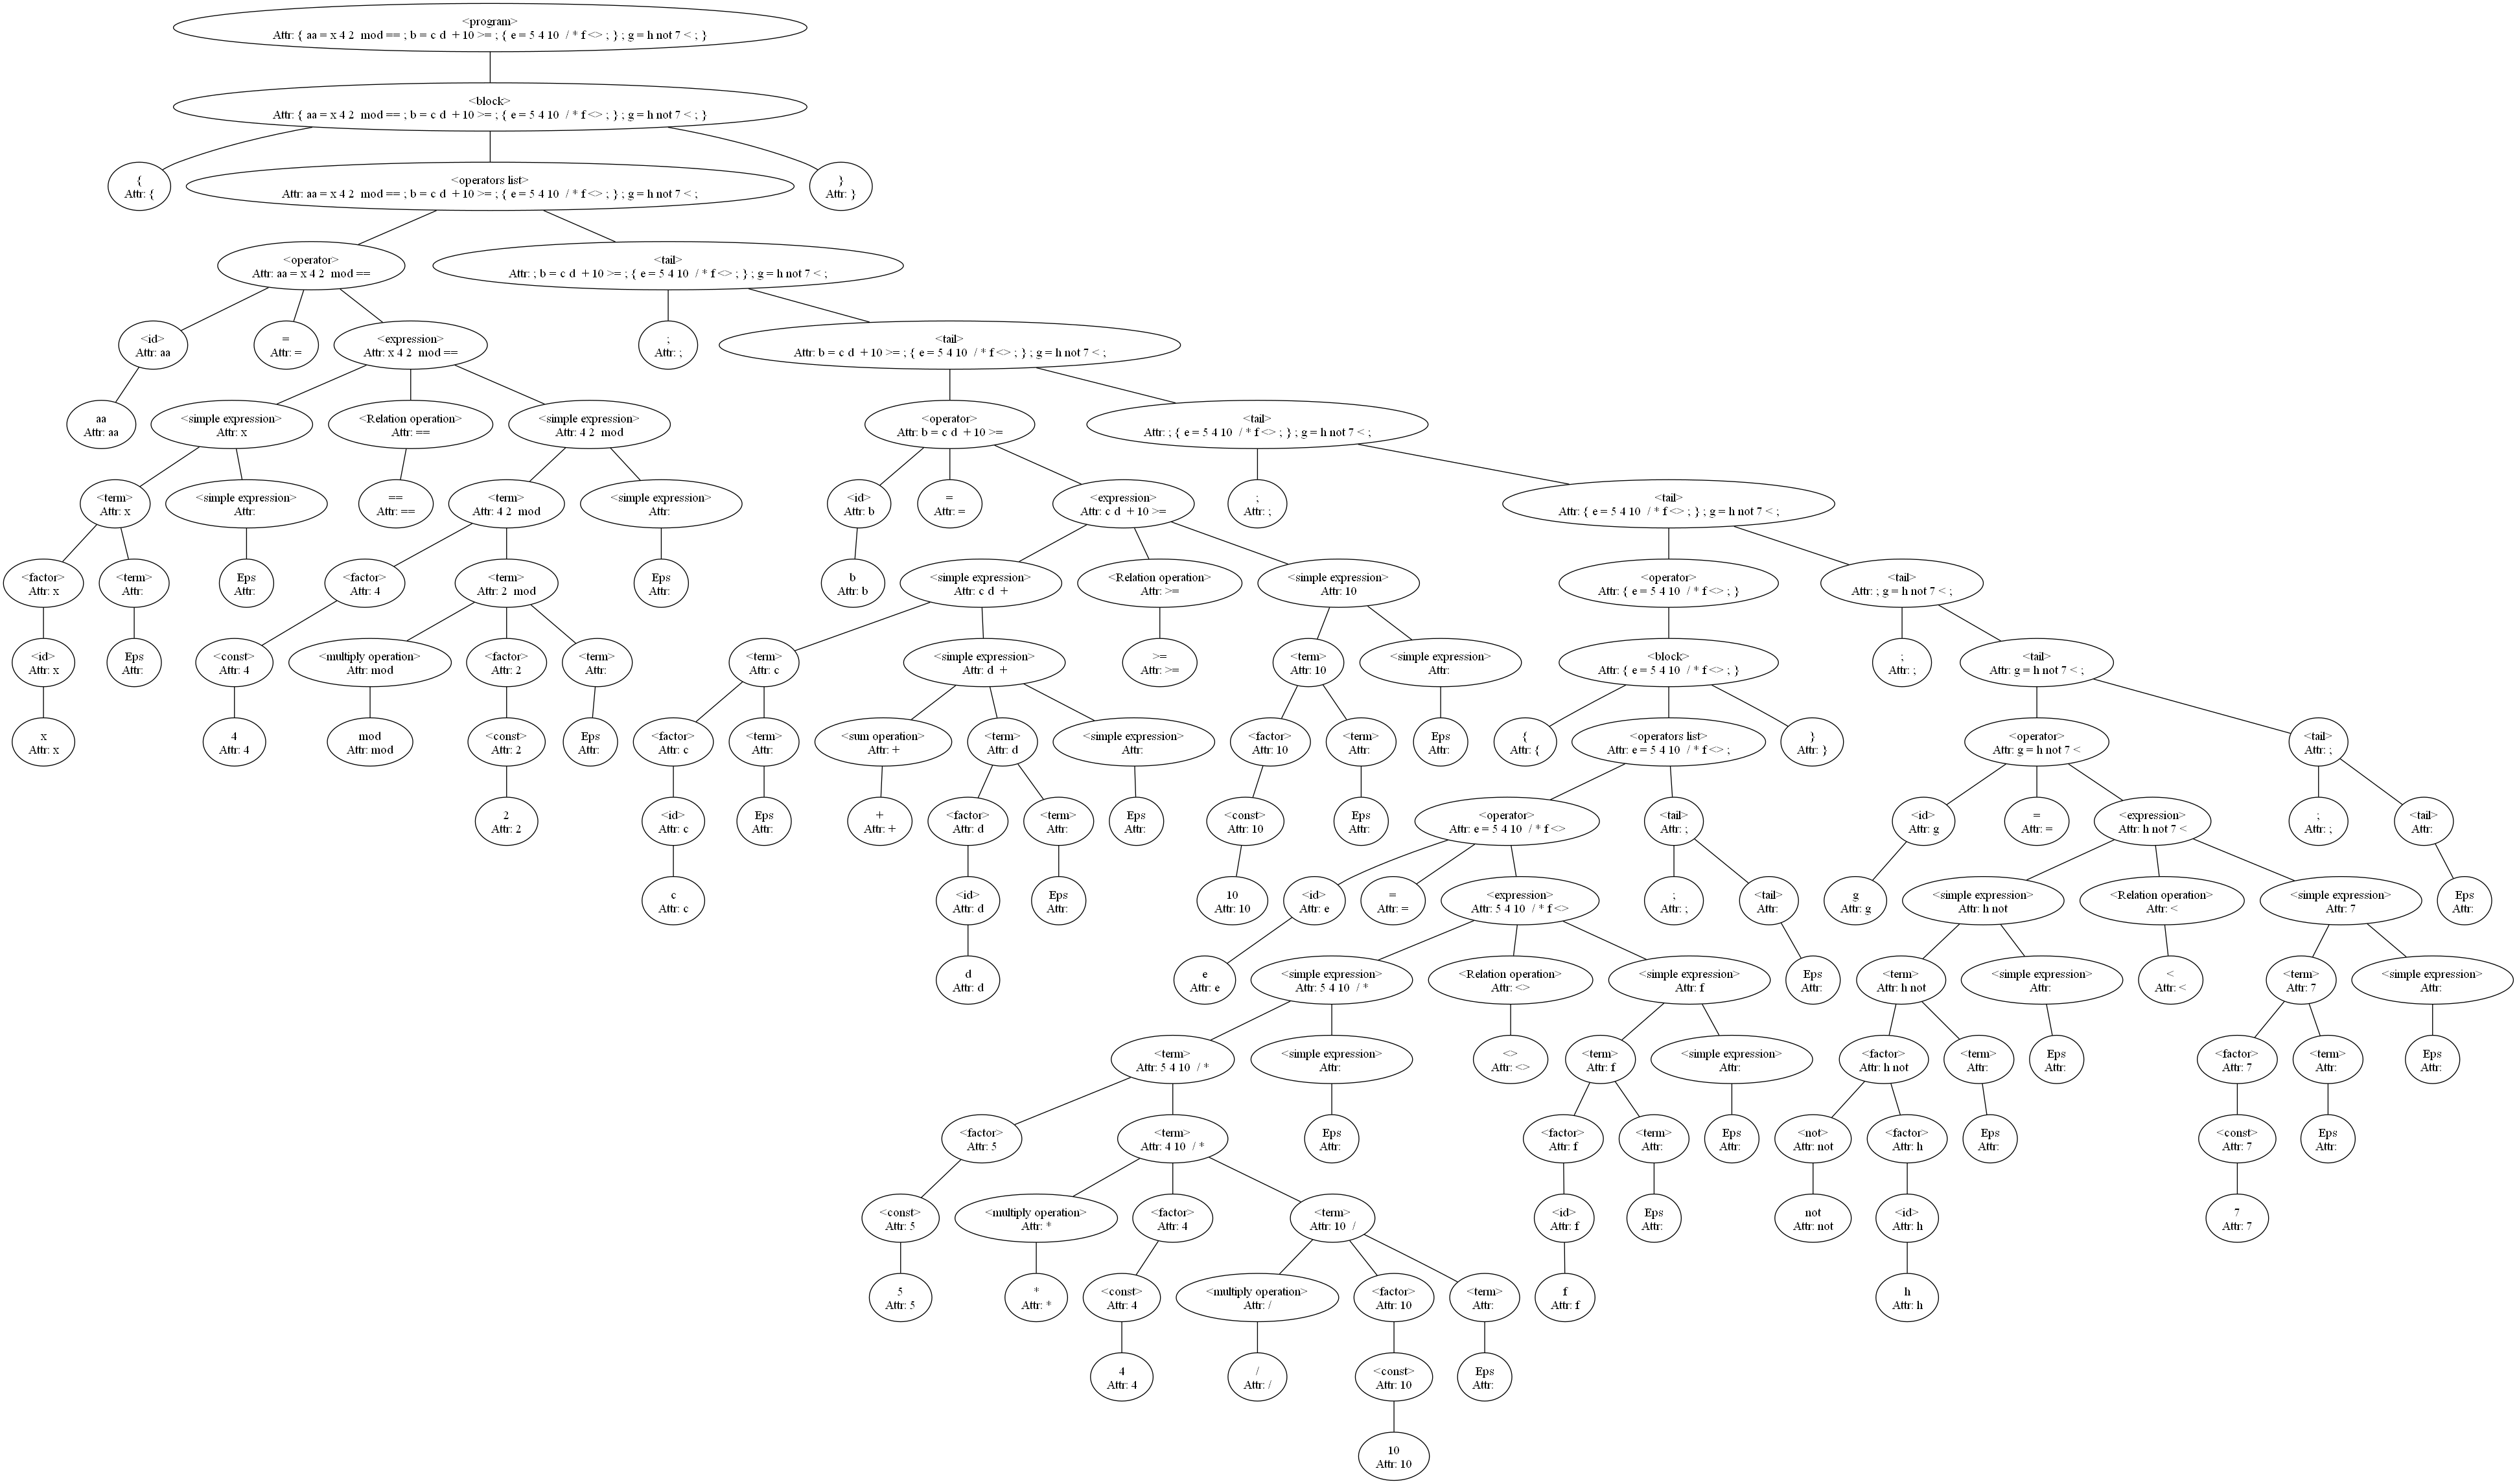 <program>
Attr: { aa = x 4 2  mod == ; b = c d  + 10 >= ; { e = 5 4 10  / * f <> ; } ; g = h not 7 < ; }
<block>
Attr: { aa = x 4 2  mod == ; b = c d  + 10 >= ; { e = 5 4 10  / * f <> ; } ; g = h not 7 < ; }
{
Attr: {
<operators list>
Attr: aa = x 4 2  mod == ; b = c d  + 10 >= ; { e = 5 4 10  / * f <> ; } ; g = h not 7 < ;
}
Attr: }
<operator>
Attr: aa = x 4 2  mod ==
<tail>
Attr: ; b = c d  + 10 >= ; { e = 5 4 10  / * f <> ; } ; g = h not 7 < ;
<id>
Attr: aa
=
Attr: =
<expression>
Attr: x 4 2  mod ==
;
Attr: ;
<tail>
Attr: b = c d  + 10 >= ; { e = 5 4 10  / * f <> ; } ; g = h not 7 < ;
aa
Attr: aa
<simple expression>
Attr: x
<Relation operation>
Attr: ==
<simple expression>
Attr: 4 2  mod
<operator>
Attr: b = c d  + 10 >=
<tail>
Attr: ; { e = 5 4 10  / * f <> ; } ; g = h not 7 < ;
<term>
Attr: x
<simple expression>
Attr:
==
Attr: ==
<term>
Attr: 4 2  mod
<simple expression>
Attr:
<id>
Attr: b
=
Attr: =
<expression>
Attr: c d  + 10 >=
;
Attr: ;
<tail>
Attr: { e = 5 4 10  / * f <> ; } ; g = h not 7 < ;
<factor>
Attr: x
<term>
Attr:
Eps
Attr:
<factor>
Attr: 4
<term>
Attr: 2  mod
Eps
Attr:
b
Attr: b
<simple expression>
Attr: c d  +
<Relation operation>
Attr: >=
<simple expression>
Attr: 10
<operator>
Attr: { e = 5 4 10  / * f <> ; }
<tail>
Attr: ; g = h not 7 < ;
<id>
Attr: x
Eps
Attr:
<const>
Attr: 4
<multiply operation>
Attr: mod
<factor>
Attr: 2
<term>
Attr:
<term>
Attr: c
<simple expression>
Attr: d  +
>=
Attr: >=
<term>
Attr: 10
<simple expression>
Attr:
<block>
Attr: { e = 5 4 10  / * f <> ; }
;
Attr: ;
<tail>
Attr: g = h not 7 < ;
x
Attr: x
4
Attr: 4
mod
Attr: mod
<const>
Attr: 2
Eps
Attr:
<factor>
Attr: c
<term>
Attr:
<sum operation>
Attr: +
<term>
Attr: d
<simple expression>
Attr:
<factor>
Attr: 10
<term>
Attr:
Eps
Attr:
{
Attr: {
<operators list>
Attr: e = 5 4 10  / * f <> ;
}
Attr: }
<operator>
Attr: g = h not 7 <
<tail>
Attr: ;
2
Attr: 2
<id>
Attr: c
Eps
Attr:
+
Attr: +
<factor>
Attr: d
<term>
Attr:
Eps
Attr:
<const>
Attr: 10
Eps
Attr:
<operator>
Attr: e = 5 4 10  / * f <>
<tail>
Attr: ;
<id>
Attr: g
=
Attr: =
<expression>
Attr: h not 7 <
;
Attr: ;
<tail>
Attr:
c
Attr: c
<id>
Attr: d
Eps
Attr:
10
Attr: 10
<id>
Attr: e
=
Attr: =
<expression>
Attr: 5 4 10  / * f <>
;
Attr: ;
<tail>
Attr:
g
Attr: g
<simple expression>
Attr: h not
<Relation operation>
Attr: <
<simple expression>
Attr: 7
Eps
Attr:
d
Attr: d
e
Attr: e
<simple expression>
Attr: 5 4 10  / *
<Relation operation>
Attr: <>
<simple expression>
Attr: f
Eps
Attr:
<term>
Attr: h not
<simple expression>
Attr:
<
Attr: <
<term>
Attr: 7
<simple expression>
Attr:
<term>
Attr: 5 4 10  / *
<simple expression>
Attr:
<>
Attr: <>
<term>
Attr: f
<simple expression>
Attr:
<factor>
Attr: h not
<term>
Attr:
Eps
Attr:
<factor>
Attr: 7
<term>
Attr:
Eps
Attr:
<factor>
Attr: 5
<term>
Attr: 4 10  / *
Eps
Attr:
<factor>
Attr: f
<term>
Attr:
Eps
Attr:
<not>
Attr: not
<factor>
Attr: h
Eps
Attr:
<const>
Attr: 7
Eps
Attr:
<const>
Attr: 5
<multiply operation>
Attr: *
<factor>
Attr: 4
<term>
Attr: 10  /
<id>
Attr: f
Eps
Attr:
not
Attr: not
<id>
Attr: h
7
Attr: 7
5
Attr: 5
*
Attr: *
<const>
Attr: 4
<multiply operation>
Attr: /
<factor>
Attr: 10
<term>
Attr:
f
Attr: f
h
Attr: h
4
Attr: 4
/
Attr: /
<const>
Attr: 10
Eps
Attr:
10
Attr: 10